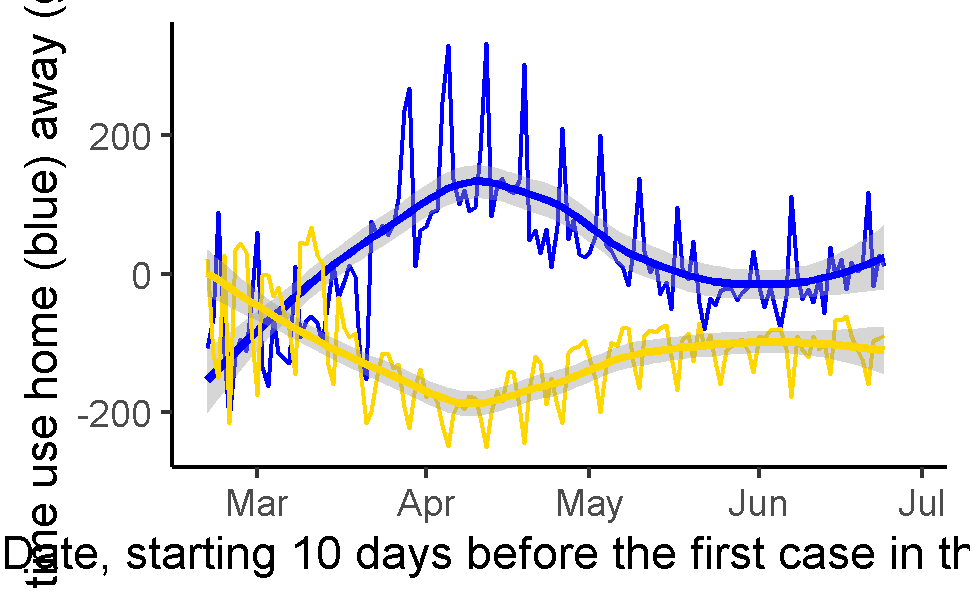 time use home (blue) away (
200
0
-200
Mar Apr May Jun Jul
Date, starting 10 days before the first case in th